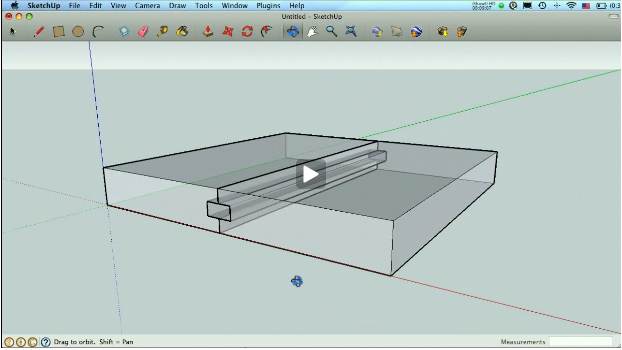 SketchUp File Edit View Camera Draw Tools Window Plugins Help
Untitled - SketchUp
Drag to orbit. Shift = Pan
Measurements